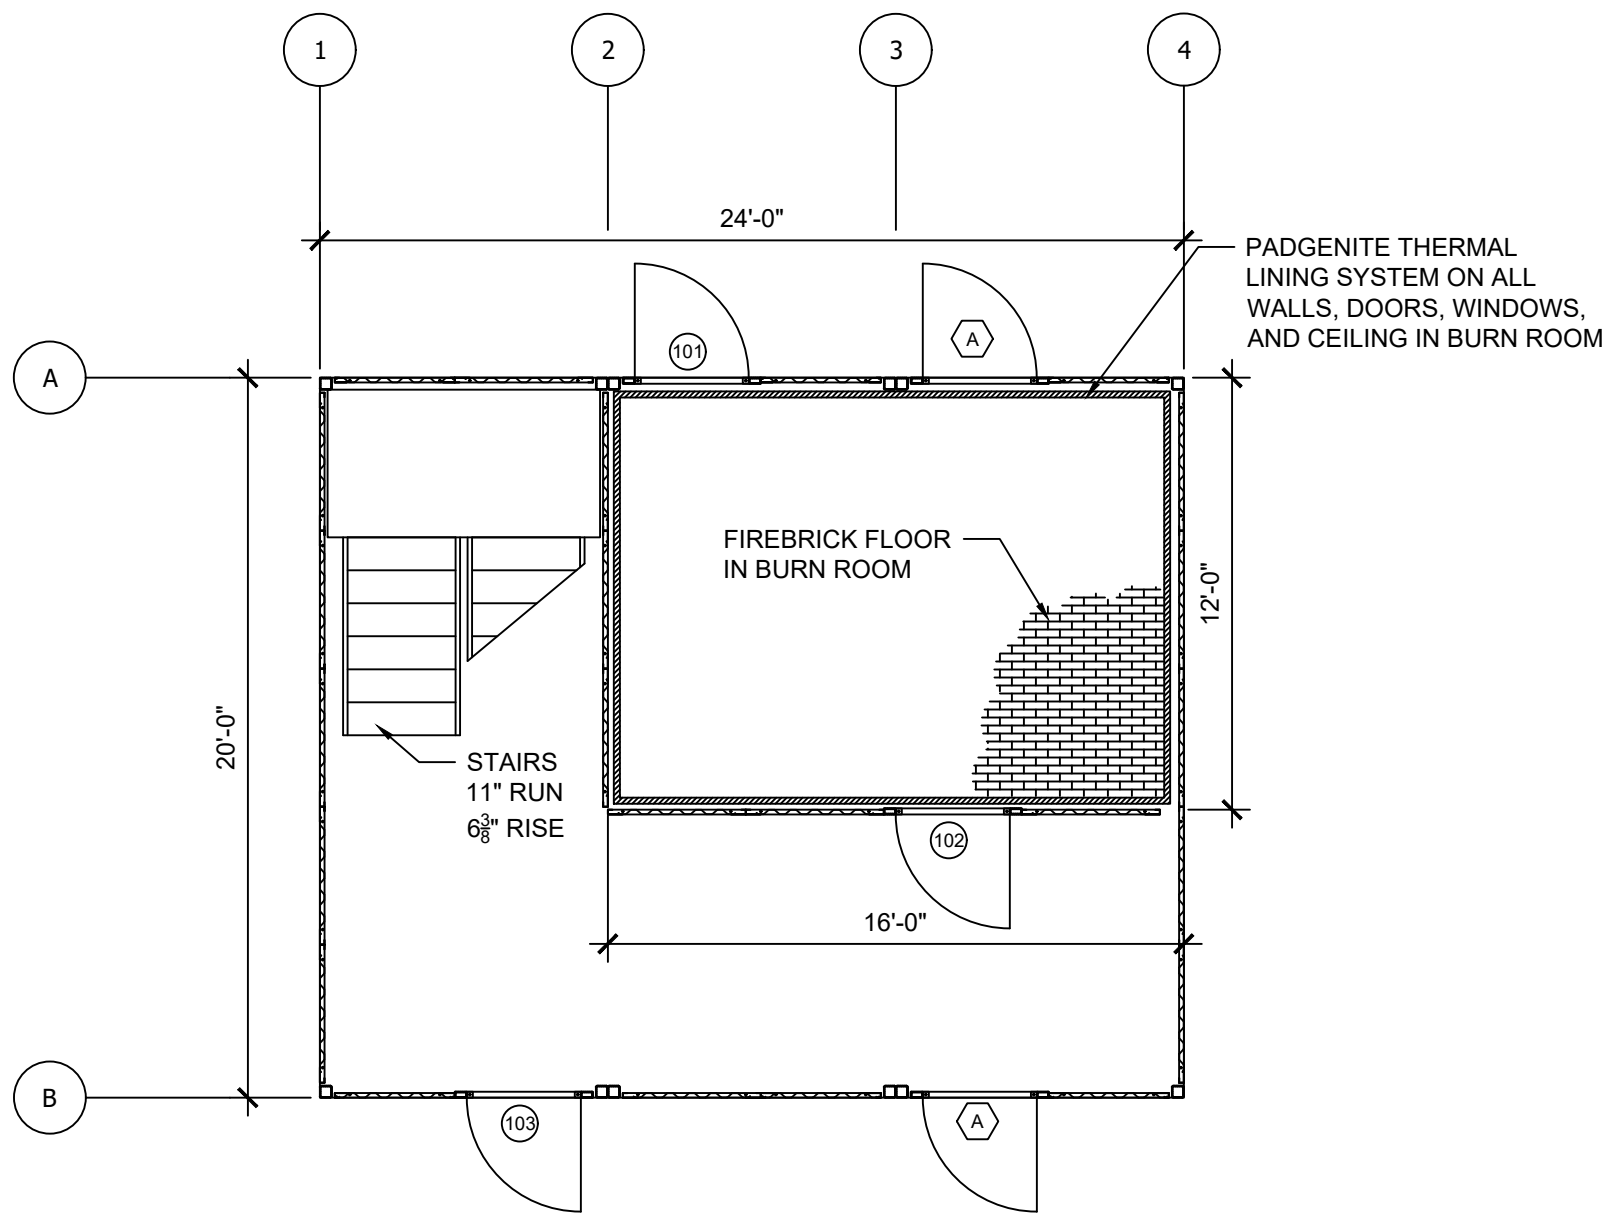 1
2
3
4
24'-0"
PADGENITE THERMAL
LINING SYSTEM ON ALL
WALLS, DOORS, WINDOWS,
AND CEILING IN BURN ROOM
101
A
A
FIREBRICK FLOOR
IN BURN ROOM
12'-0"
20'-0"
STAIRS
11" RUN
6 3/8" RISE
102
16'-0"
B
103
A